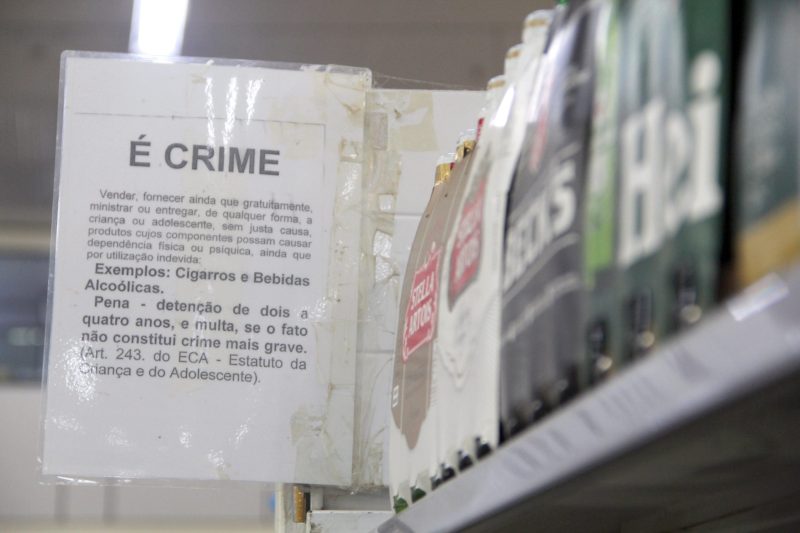 É CRIME
Vender, fornecer ainda que gratuitamente,
ministrar ou entregar, de qualquer forma, a
criança ou adolescente, sem justa causa,
produtos cujos componentes possam causar
dependência física ou psíquica, ainda que
por utilização indevida:
Exemplos: Cigarros e Bebidas
Alcoólicas.
Pena - detenção de dois a
quatro anos, e multa, se o fato
não constitui crime mais grave.
(Art. 243. do ECA - Estatuto da
Criança e do Adolescente).
STELLA
ARTOIS
STELLA
ARTOIS
BECK'S
Hei